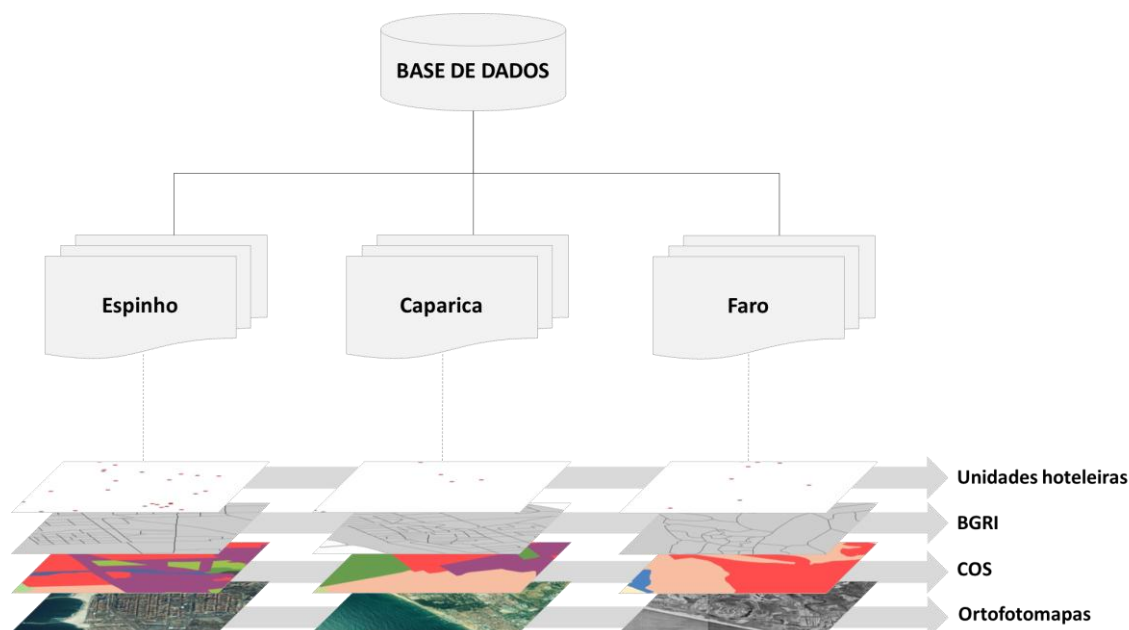 BASE DE DADOS
Espinho
Caparica
Faro
Unidades hoteleiras
BGRI
COS
Ortofotomapas